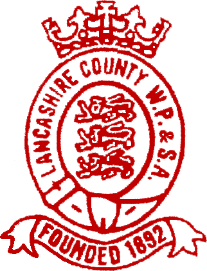 LANCASHIRE COUNTY W.P. & S.A.
FOUNDED 1892